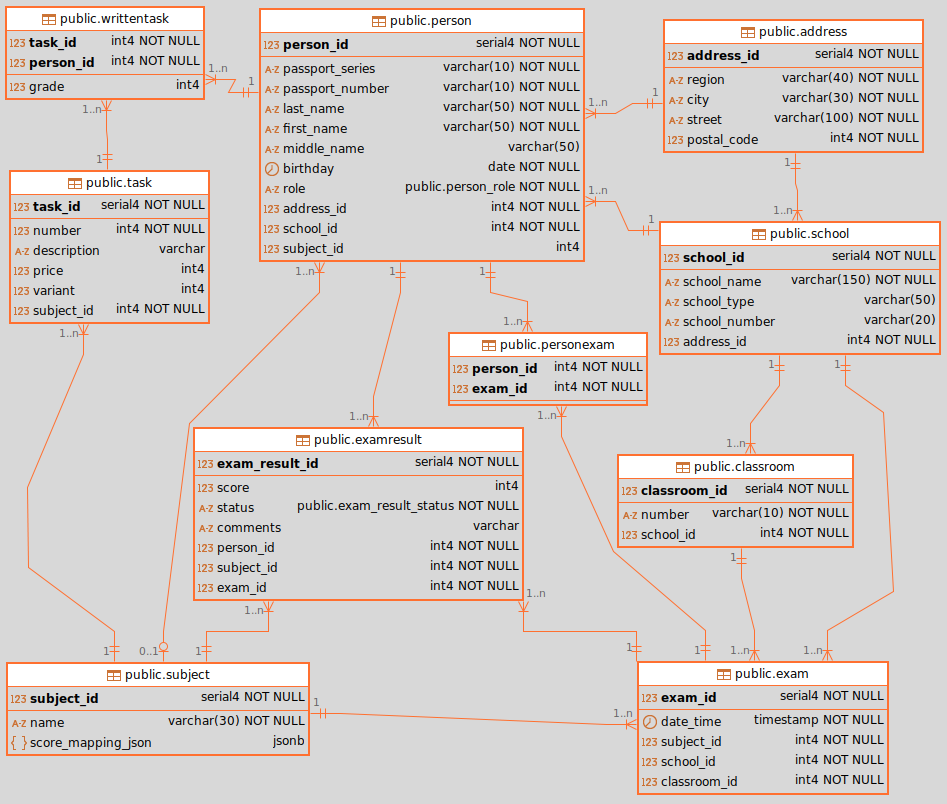 public.writtentask
123 task_id int4 NOT NULL
123 person_id int4 NOT NULL
123 grade int4
public.person
123 person_id serial4 NOT NULL
A-Z passport_series varchar(10) NOT NULL
A-Z passport_number varchar(10) NOT NULL
A-Z last_name varchar(50) NOT NULL
A-Z first_name varchar(50) NOT NULL
A-Z middle_name varchar(50)
birthday date NOT NULL
A-Z role public.person_role NOT NULL
123 address_id int4 NOT NULL
123 school_id int4 NOT NULL
123 subject_id int4
public.address
123 address_id serial4 NOT NULL
A-Z region varchar(40) NOT NULL
A-Z city varchar(30) NOT NULL
A-Z street varchar(100) NOT NULL
123 postal_code int4 NOT NULL
1..n
1
1..n
1
1..n
1
public.task
123 task_id serial4 NOT NULL
123 number int4 NOT NULL
A-Z description varchar
123 price int4
123 variant int4
123 subject_id int4 NOT NULL
1..n
1
1
1..n
public.school
123 school_id serial4 NOT NULL
A-Z school_name varchar(150) NOT NULL
A-Z school_type varchar(50)
A-Z school_number varchar(20)
123 address_id int4 NOT NULL
1..n
1
1
1..n
1..n
1
1
public.personexam
123 person_id int4 NOT NULL
123 exam_id int4 NOT NULL
1..n
1..n
1..n
public.examresult
123 exam_result_id serial4 NOT NULL
123 score int4
A-Z status public.exam_result_status NOT NULL
A-Z comments varchar
123 person_id int4 NOT NULL
123 subject_id int4 NOT NULL
123 exam_id int4 NOT NULL
public.classroom
123 classroom_id serial4 NOT NULL
A-Z number varchar(10) NOT NULL
123 school_id int4 NOT NULL
1
1..n
1..n
1
0..1
1
1
1
1..n
1..n
public.subject
123 subject_id serial4 NOT NULL
A-Z name varchar(30) NOT NULL
{ } score_mapping_json jsonb
1
1..n
public.exam
123 exam_id serial4 NOT NULL
date_time timestamp NOT NULL
123 subject_id int4 NOT NULL
123 school_id int4 NOT NULL
123 classroom_id int4 NOT NULL